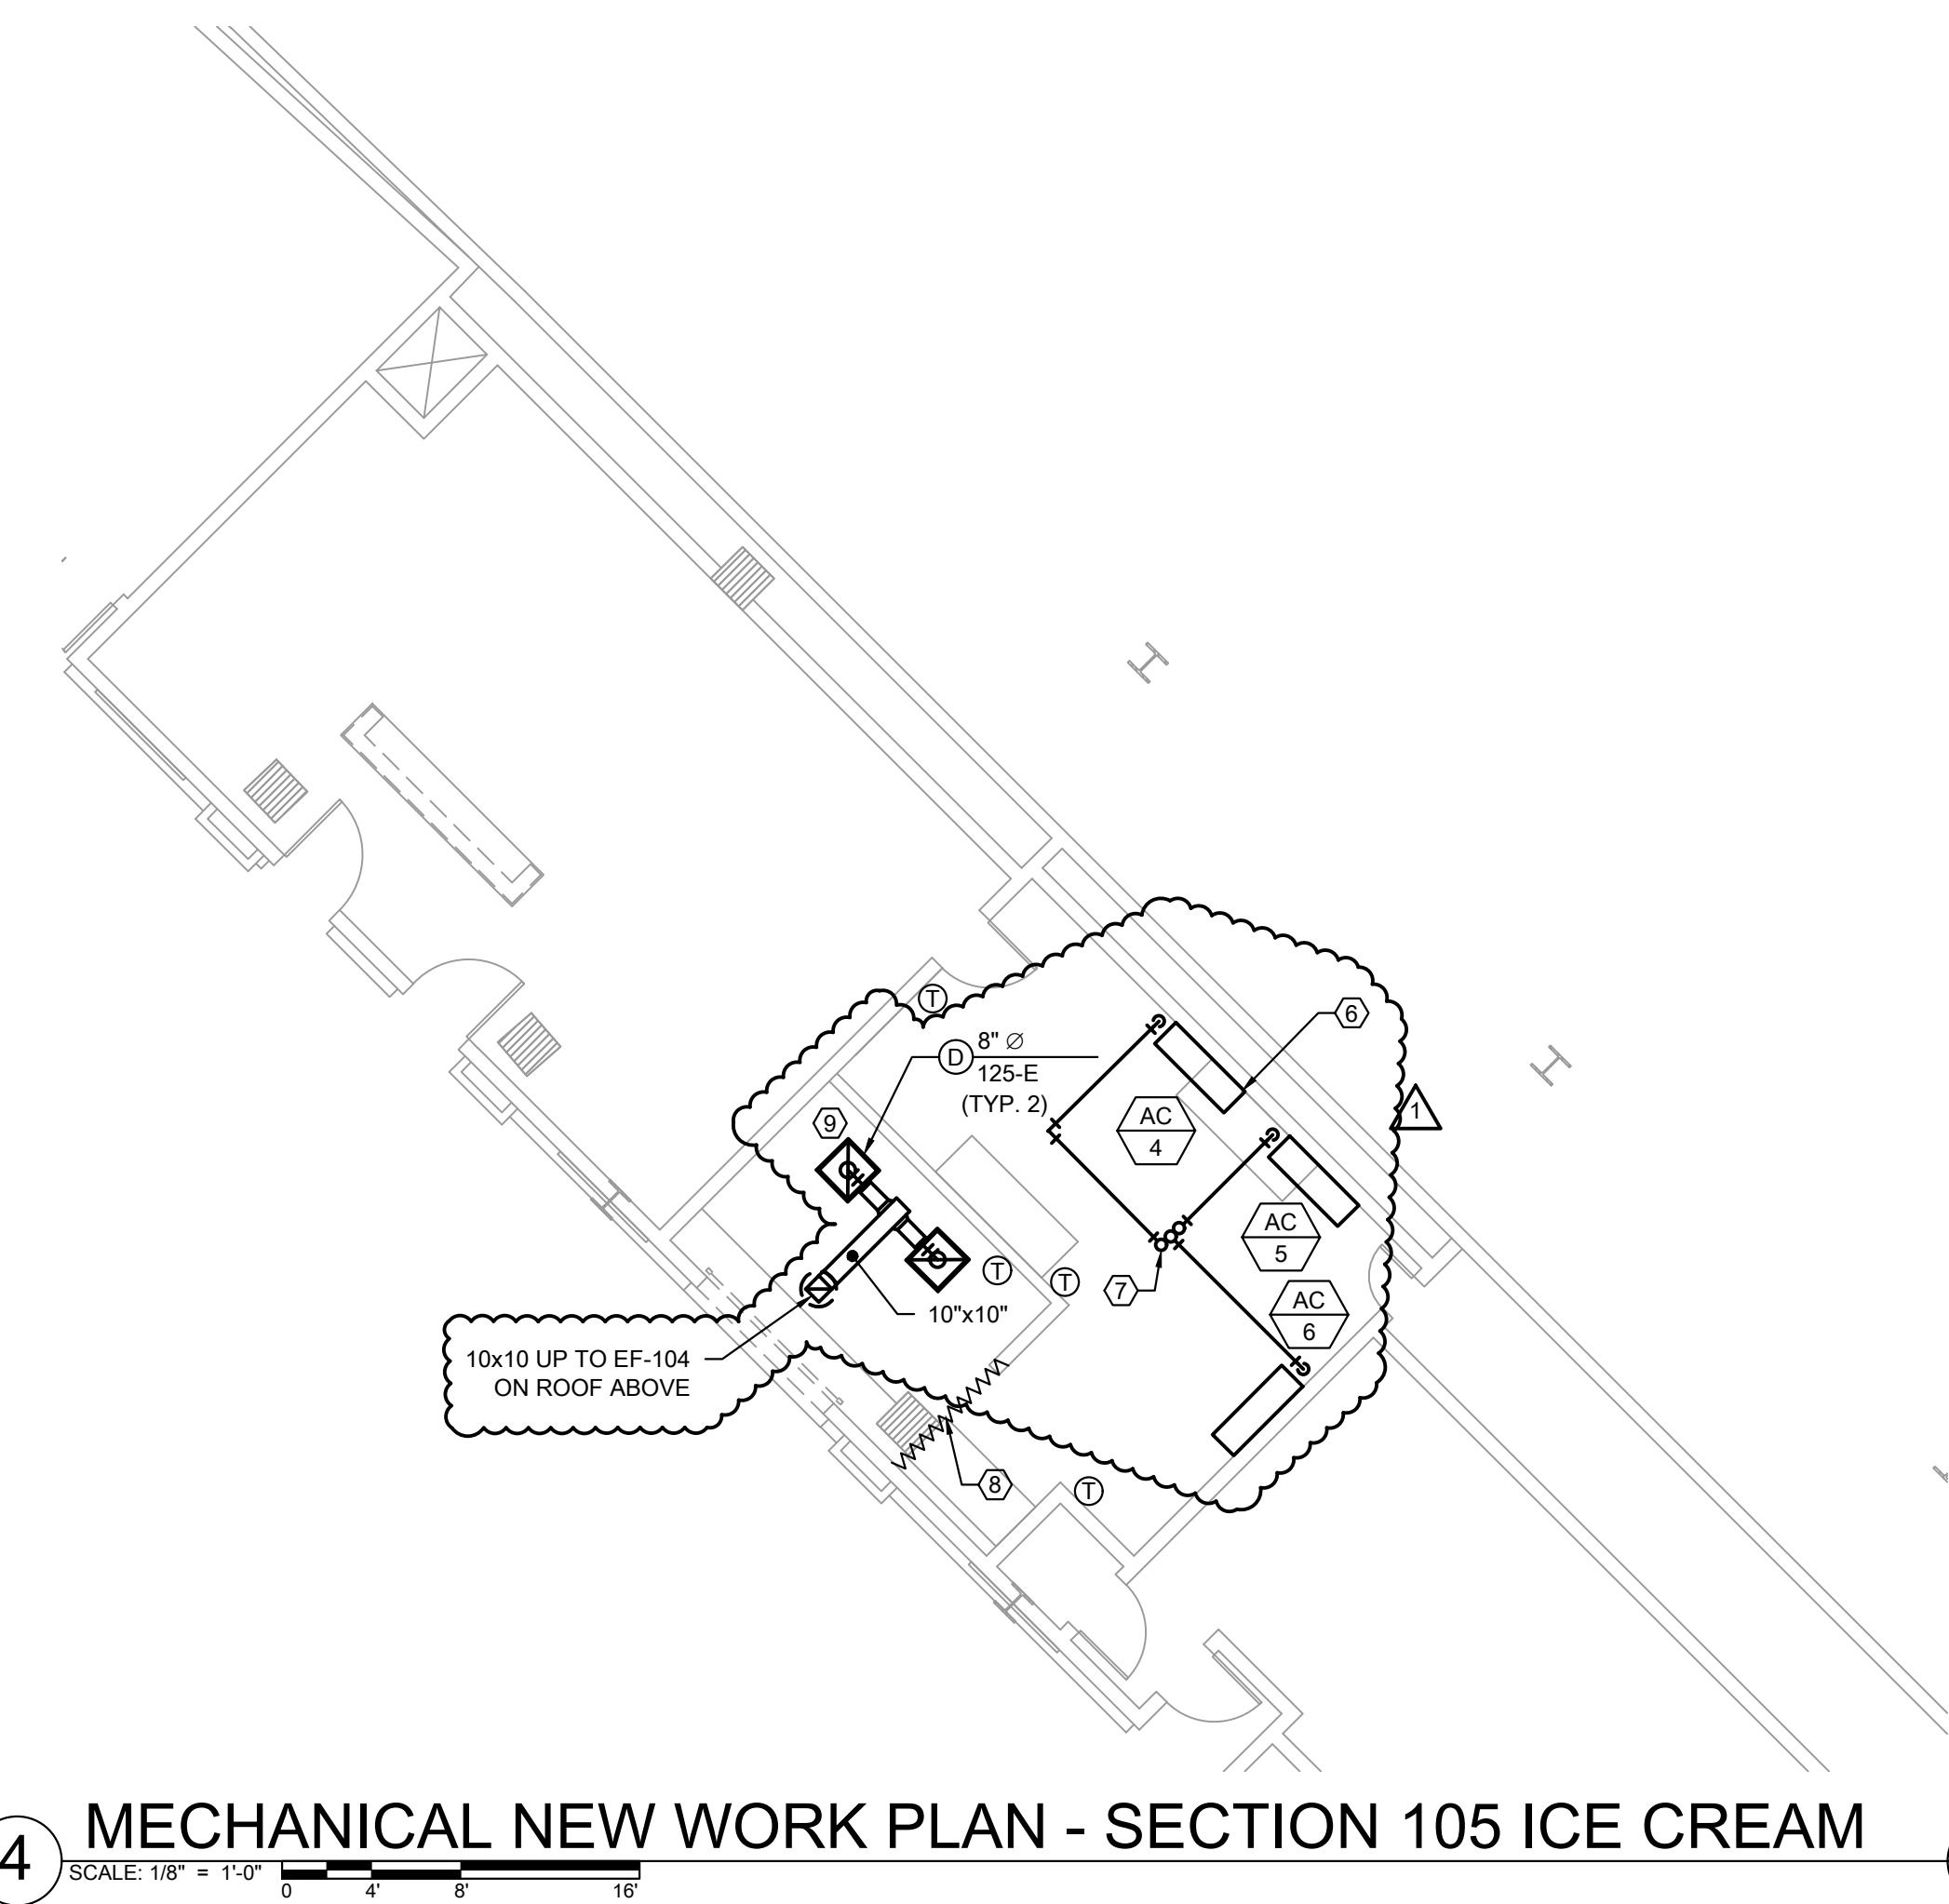 T
6
D 8" Ø
125-E
(TYP. 2)
AC
4
1
9
AC
5
T
T
7
AC
6
10"x10"
10x10 UP TO EF-104
ON ROOF ABOVE
8
T
4 MECHANICAL NEW WORK PLAN - SECTION 105 ICE CREAM
SCALE: 1/8" = 1'-0"
0 4' 8' 16'